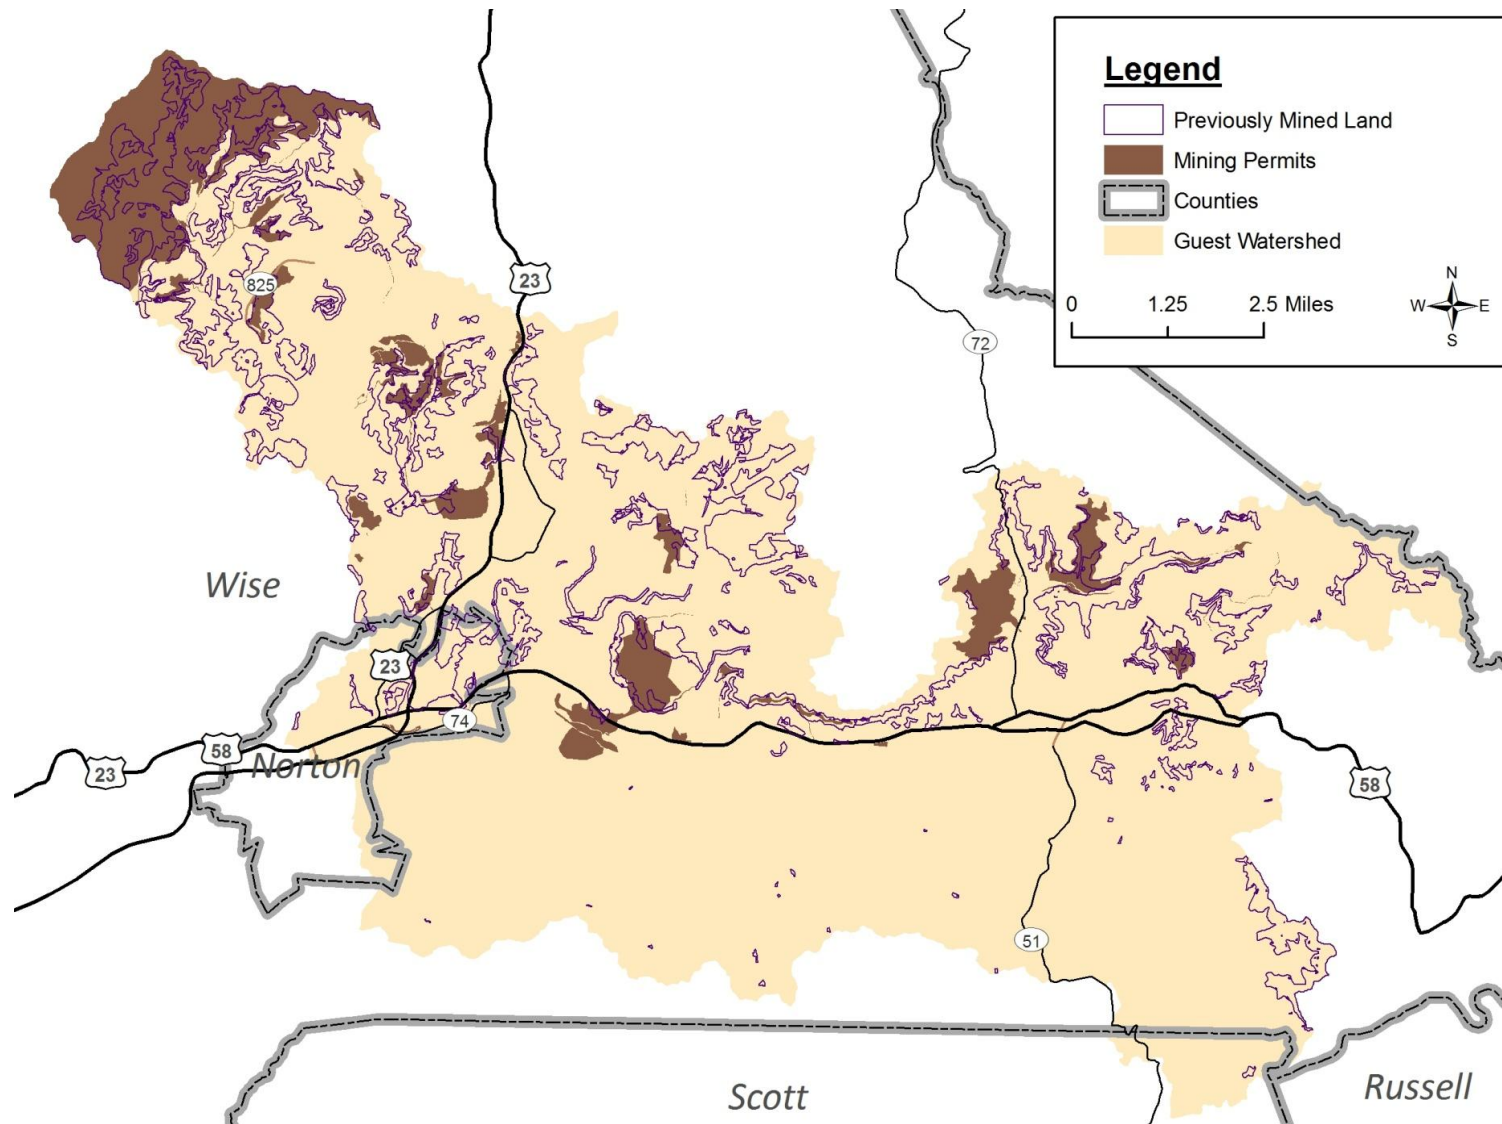 Legend
Previously Mined Land
Mining Permits
Counties
Guest Watershed
0 1.25 2.5 Miles
N
W E
S
23
825
72
Wise
23
74
58
23
Norton
58
51
Scott
Russell